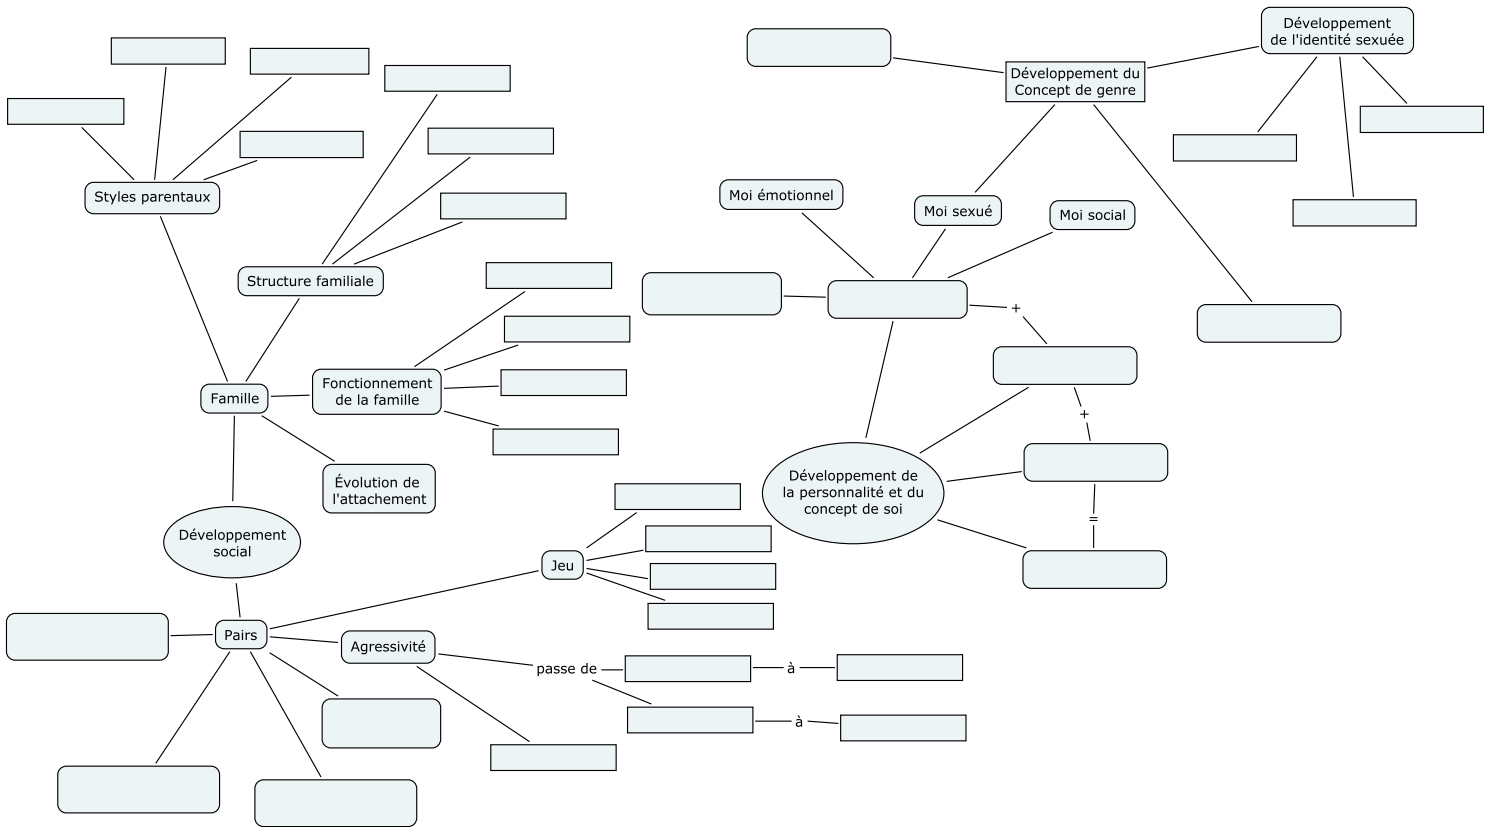 Développement
de l'identité sexuée
Développement du
Concept de genre
Styles parentaux
Moi émotionnel
Moi sexué
Moi social
Structure familiale
+
Fonctionnement
de la famille
Famille
+
Évolution de
l'attachement
Développement de
la personnalité et du
concept de soi
=
Développement
social
Jeu
Pairs
Agressivité
passe de
à
à